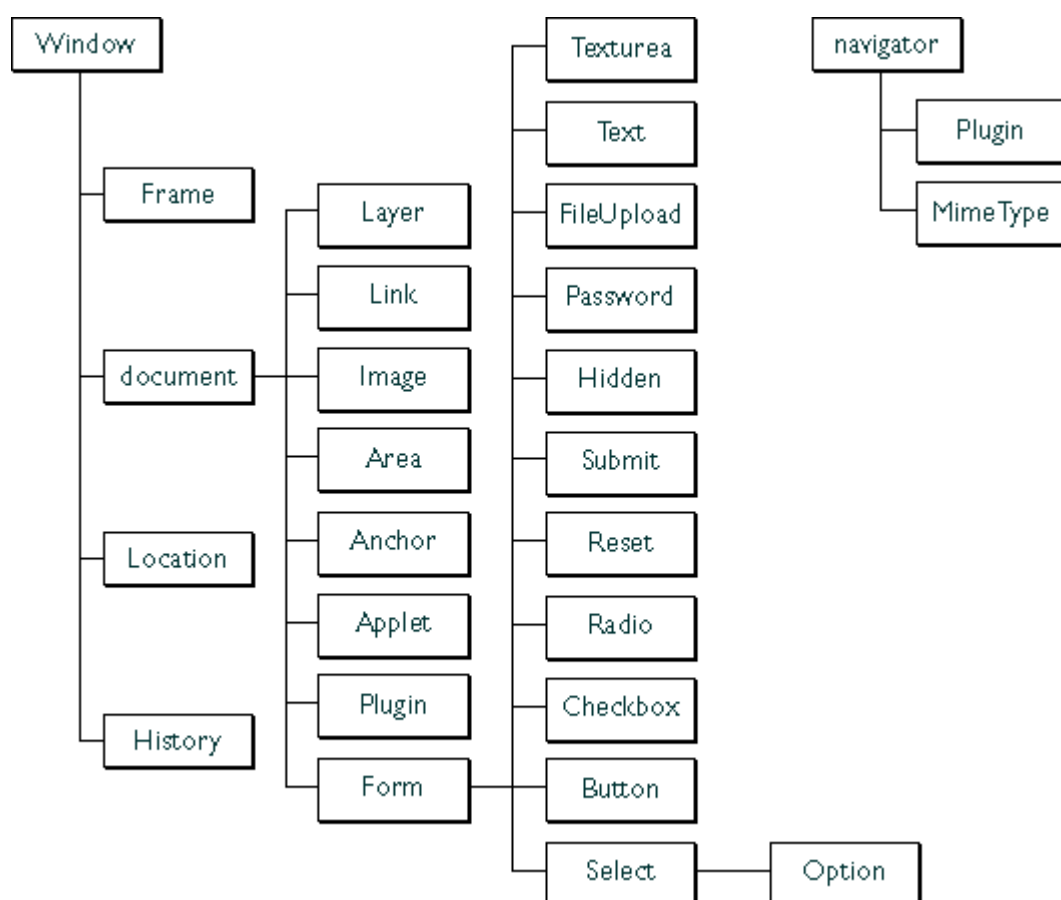 Window
Frame
document
Location
History
Layer
Link
Image
Area
Anchor
Applet
Plugin
Form
Texturea
Text
FileUpload
Password
Hidden
Submit
Reset
Radio
Checkbox
Button
Select
Option
navigator
Plugin
MimeType